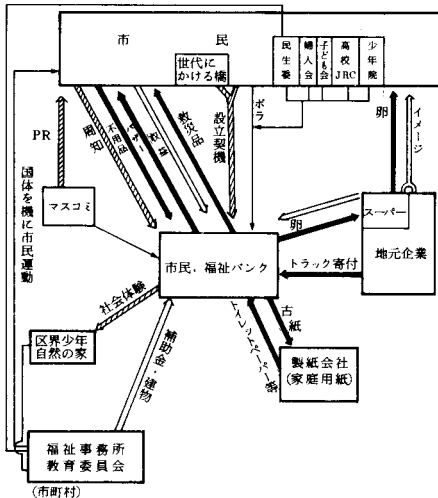 市民
世代に
かける橋
民生委
婦人会
子ども会
高校JRC
少年院
ボラ
卵
イメージ
PR
周知
不用品
バザー
収益
救災品
設立契機
国体を機に市民運動
マスコミ
スーパー
地元企業
卵
市民,福祉バンク
トラック寄付
社会体験
古紙
トイレットペーパー等
補助金・建物
区界少年
自然の家
製紙会社
(家庭用紙)
福祉事務所
教育委員会
(市町村)